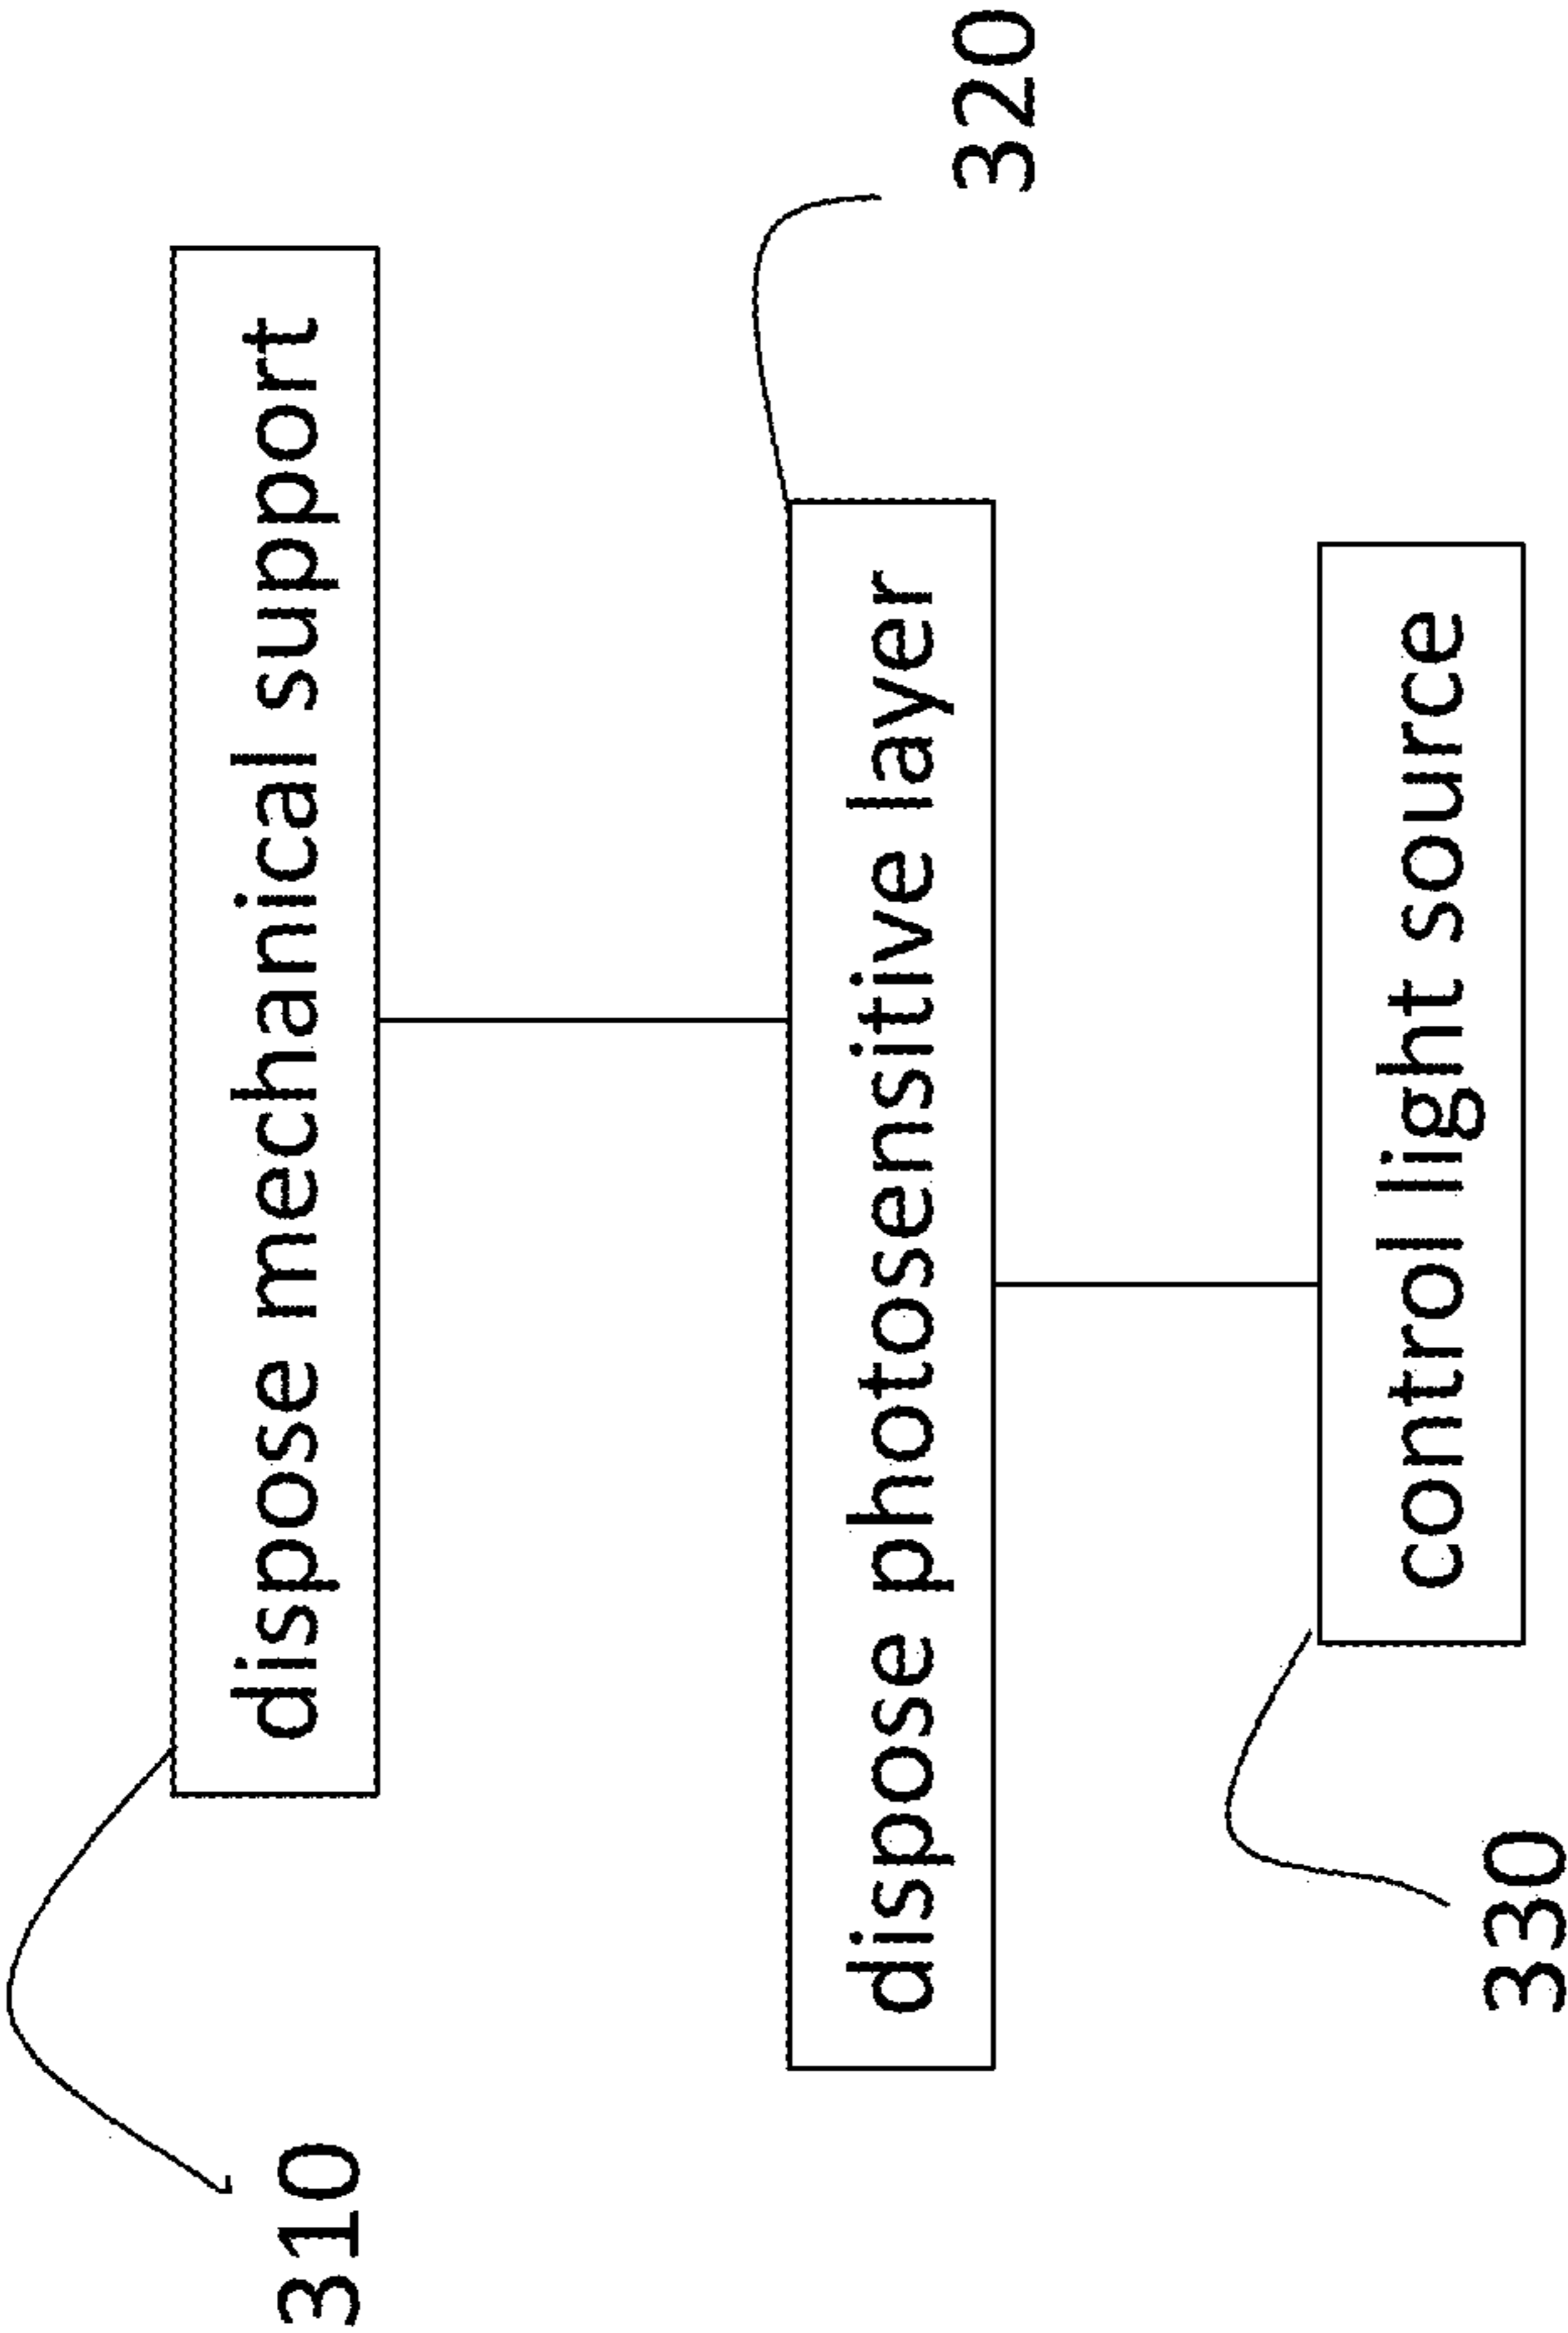 310
dispose mechanical support
320
dispose photosensitive layer
330
control light source